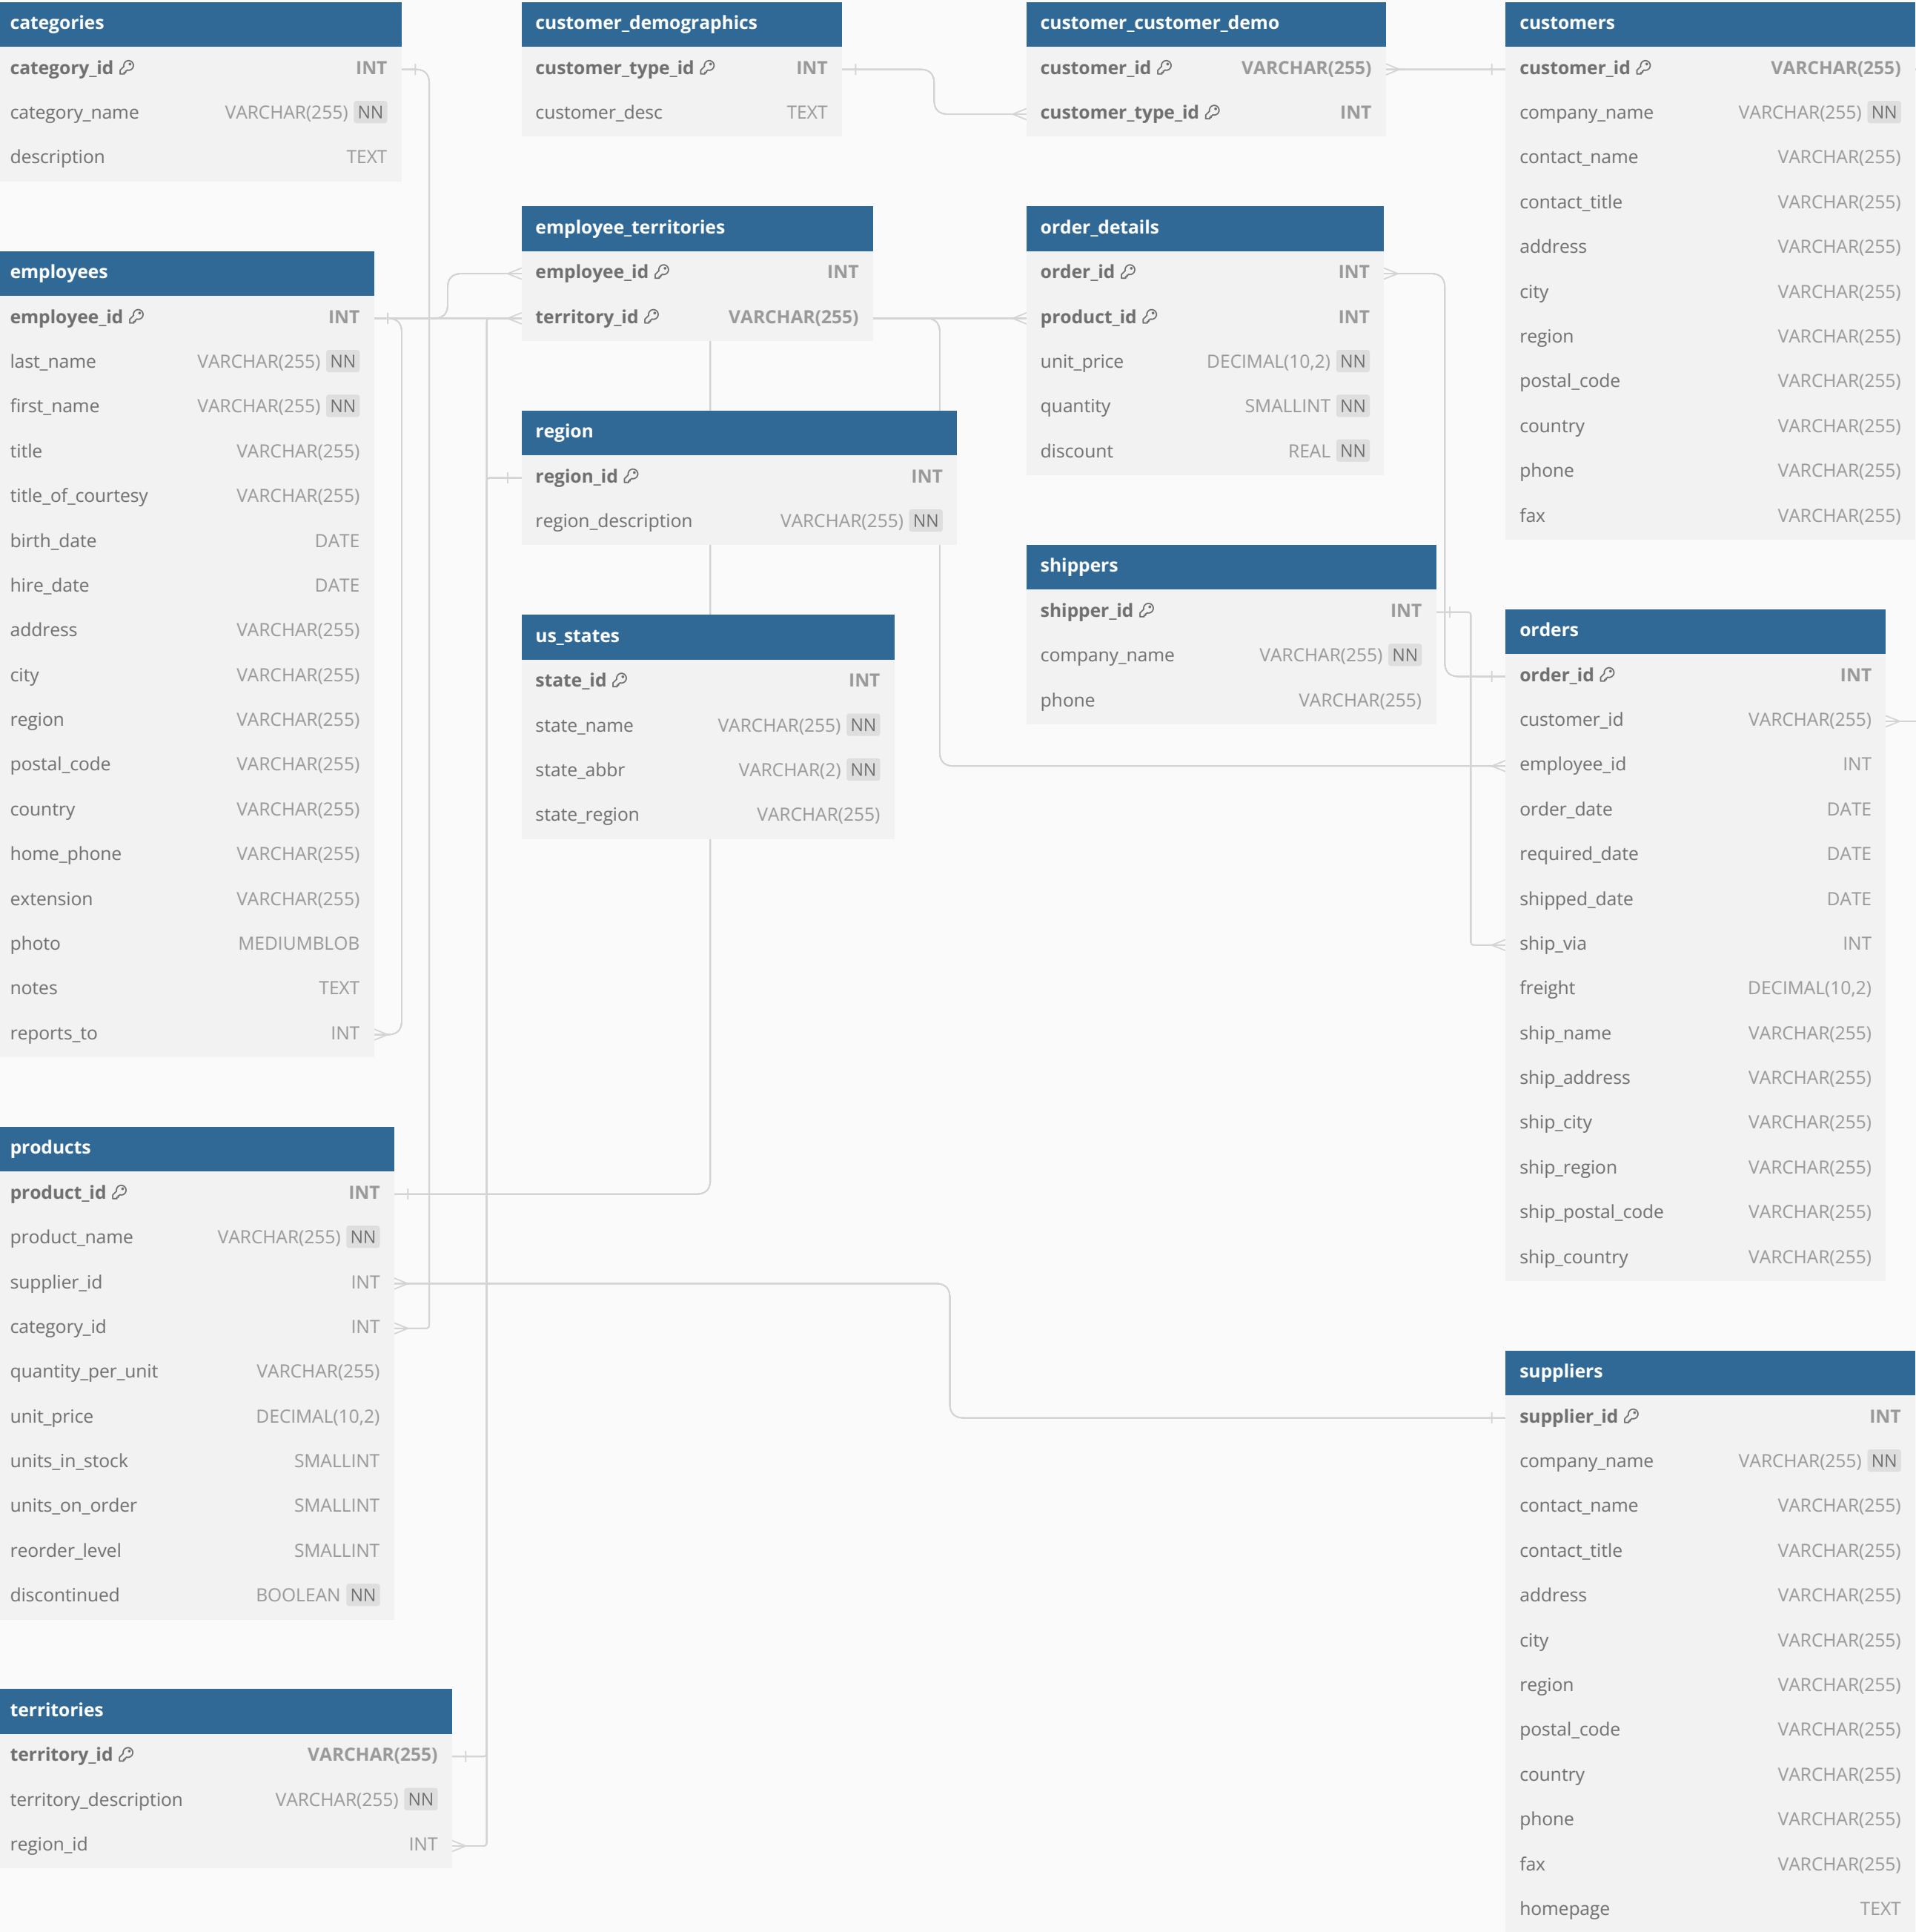 categories
category_id INT
category_name VARCHAR(255) NN
description TEXT
customer_demographics
customer_type_id INT
customer_desc TEXT
customer_customer_demo
customer_id VARCHAR(255)
customer_type_id INT
customers
customer_id VARCHAR(255)
company_name VARCHAR(255) NN
contact_name VARCHAR(255)
contact_title VARCHAR(255)
address VARCHAR(255)
city VARCHAR(255)
region VARCHAR(255)
postal_code VARCHAR(255)
country VARCHAR(255)
phone VARCHAR(255)
fax VARCHAR(255)
employees
employee_id INT
last_name VARCHAR(255) NN
first_name VARCHAR(255) NN
title VARCHAR(255)
title_of_courtesy VARCHAR(255)
birth_date DATE
hire_date DATE
address VARCHAR(255)
city VARCHAR(255)
region VARCHAR(255)
postal_code VARCHAR(255)
country VARCHAR(255)
home_phone VARCHAR(255)
extension VARCHAR(255)
photo MEDIUMBLOB
notes TEXT
reports_to INT
employee_territories
employee_id INT
territory_id VARCHAR(255)
order_details
order_id INT
product_id INT
unit_price DECIMAL(10,2) NN
quantity SMALLINT NN
discount REAL NN
region
region_id INT
region_description VARCHAR(255) NN
shippers
shipper_id INT
company_name VARCHAR(255) NN
phone VARCHAR(255)
us_states
state_id INT
state_name VARCHAR(255) NN
state_abbr VARCHAR(2) NN
state_region VARCHAR(255)
orders
order_id INT
customer_id VARCHAR(255)
employee_id INT
order_date DATE
required_date DATE
shipped_date DATE
ship_via INT
freight DECIMAL(10,2)
ship_name VARCHAR(255)
ship_address VARCHAR(255)
ship_city VARCHAR(255)
ship_region VARCHAR(255)
ship_postal_code VARCHAR(255)
ship_country VARCHAR(255)
products
product_id INT
product_name VARCHAR(255) NN
supplier_id INT
category_id INT
quantity_per_unit VARCHAR(255)
unit_price DECIMAL(10,2)
units_in_stock SMALLINT
units_on_order SMALLINT
reorder_level SMALLINT
discontinued BOOLEAN NN
suppliers
supplier_id INT
company_name VARCHAR(255) NN
contact_name VARCHAR(255)
contact_title VARCHAR(255)
address VARCHAR(255)
city VARCHAR(255)
region VARCHAR(255)
postal_code VARCHAR(255)
country VARCHAR(255)
phone VARCHAR(255)
fax VARCHAR(255)
homepage TEXT
territories
territory_id VARCHAR(255)
territory_description VARCHAR(255) NN
region_id INT